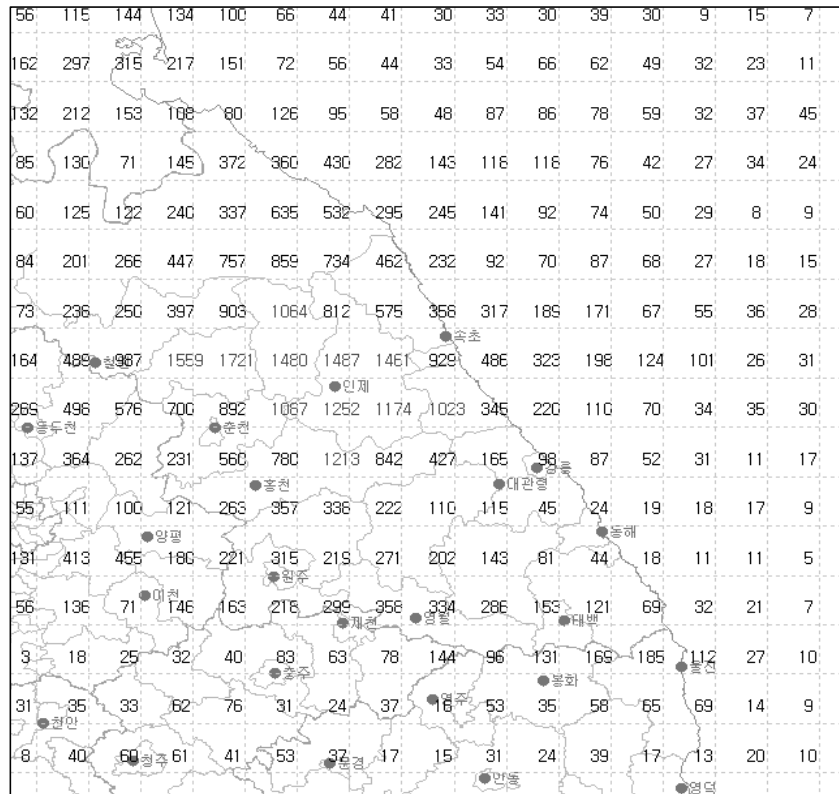 56 115 144 134 100 66 44 41 30 33 30 39 30 9 15 7
162 297 315 217 151 72 56 44 33 54 66 62 49 32 23 11
132 212 153 108 80 126 95 58 48 87 86 78 59 32 37 45
85 130 71 145 372 360 430 282 143 116 116 76 42 27 34 24
60 125 122 240 337 635 532 295 245 141 92 74 50 29 8 9
84 201 266 447 757 859 734 462 232 92 70 87 68 27 18 15
73 236 250 397 903 1064 812 575 356 317 189 171 67 55 36 28
속초
164 489 987 1559 1721 1480 1487 1461 929 486 323 198 124 101 26 31
철원
인제
269 496 576 700 892 1067 1252 1174 1023 345 220 110 70 34 35 30
동두천 춘천
137 364 262 231 560 780 1213 842 427 165 98 87 52 31 11 17
강릉
홍천 대관령
55 111 100 121 263 357 336 222 110 115 45 24 19 18 17 9
양평 동해
131 413 455 186 221 315 219 271 202 143 81 44 18 11 11 5
원주
이천
56 136 71 146 163 218 299 358 334 286 153 121 69 32 21 7
제천 영월 태백
3 18 25 32 40 83 63 78 144 96 131 169 185 112 27 10
충주 봉화 울진
31 35 33 62 76 31 24 37 16 53 35 58 65 69 14 9
영주
천안
8 40 60 61 41 53 37 17 15 31 24 39 17 13 20 10
청주 문경
안동
영덕